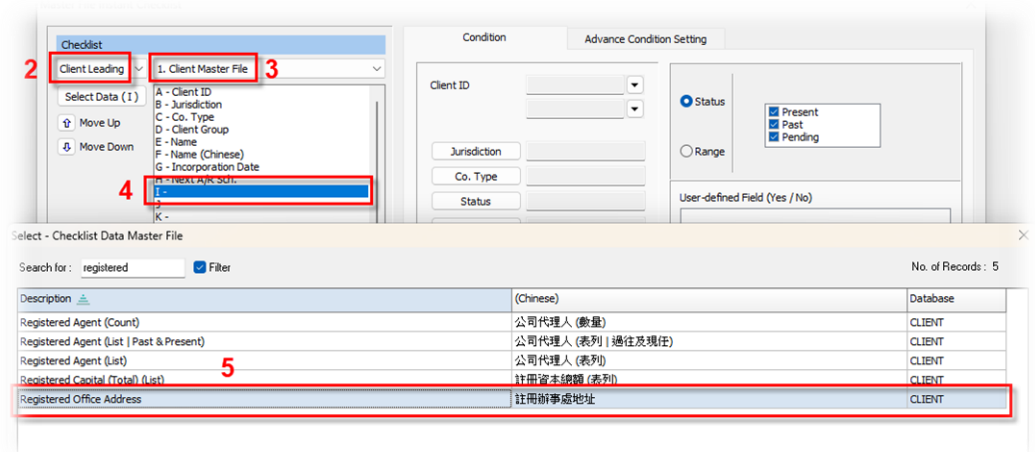 Checklist
2
Client Leading
1. Client Master File
3
Select Data ( I )
Move Up
Move Down
A - Client ID
B - Jurisdiction
C - Co. Type
D - Client Group
E - Name
F - Name (Chinese)
G - Incorporation Date
H - Next A/R Sch.
4
I -
J
K -
Condition
Advance Condition Setting
Client ID
Jurisdiction
Co. Type
Status
Status
Range
Present
Past
Pending
User-defined Field (Yes / No)
Select - Checklist Data Master File
Search for :
registered
Filter
No. of Records : 5
Description
(Chinese)
Database
Registered Agent (Count)
公司代理人 (數量)
CLIENT
Registered Agent (List | Past & Present)
公司代理人 (表列 | 過往及現任)
CLIENT
Registered Agent (List)
公司代理人 (表列)
CLIENT
5
Registered Capital (Total) (List)
註冊資本總額 (表列)
CLIENT
Registered Office Address
註冊辦事處地址
CLIENT